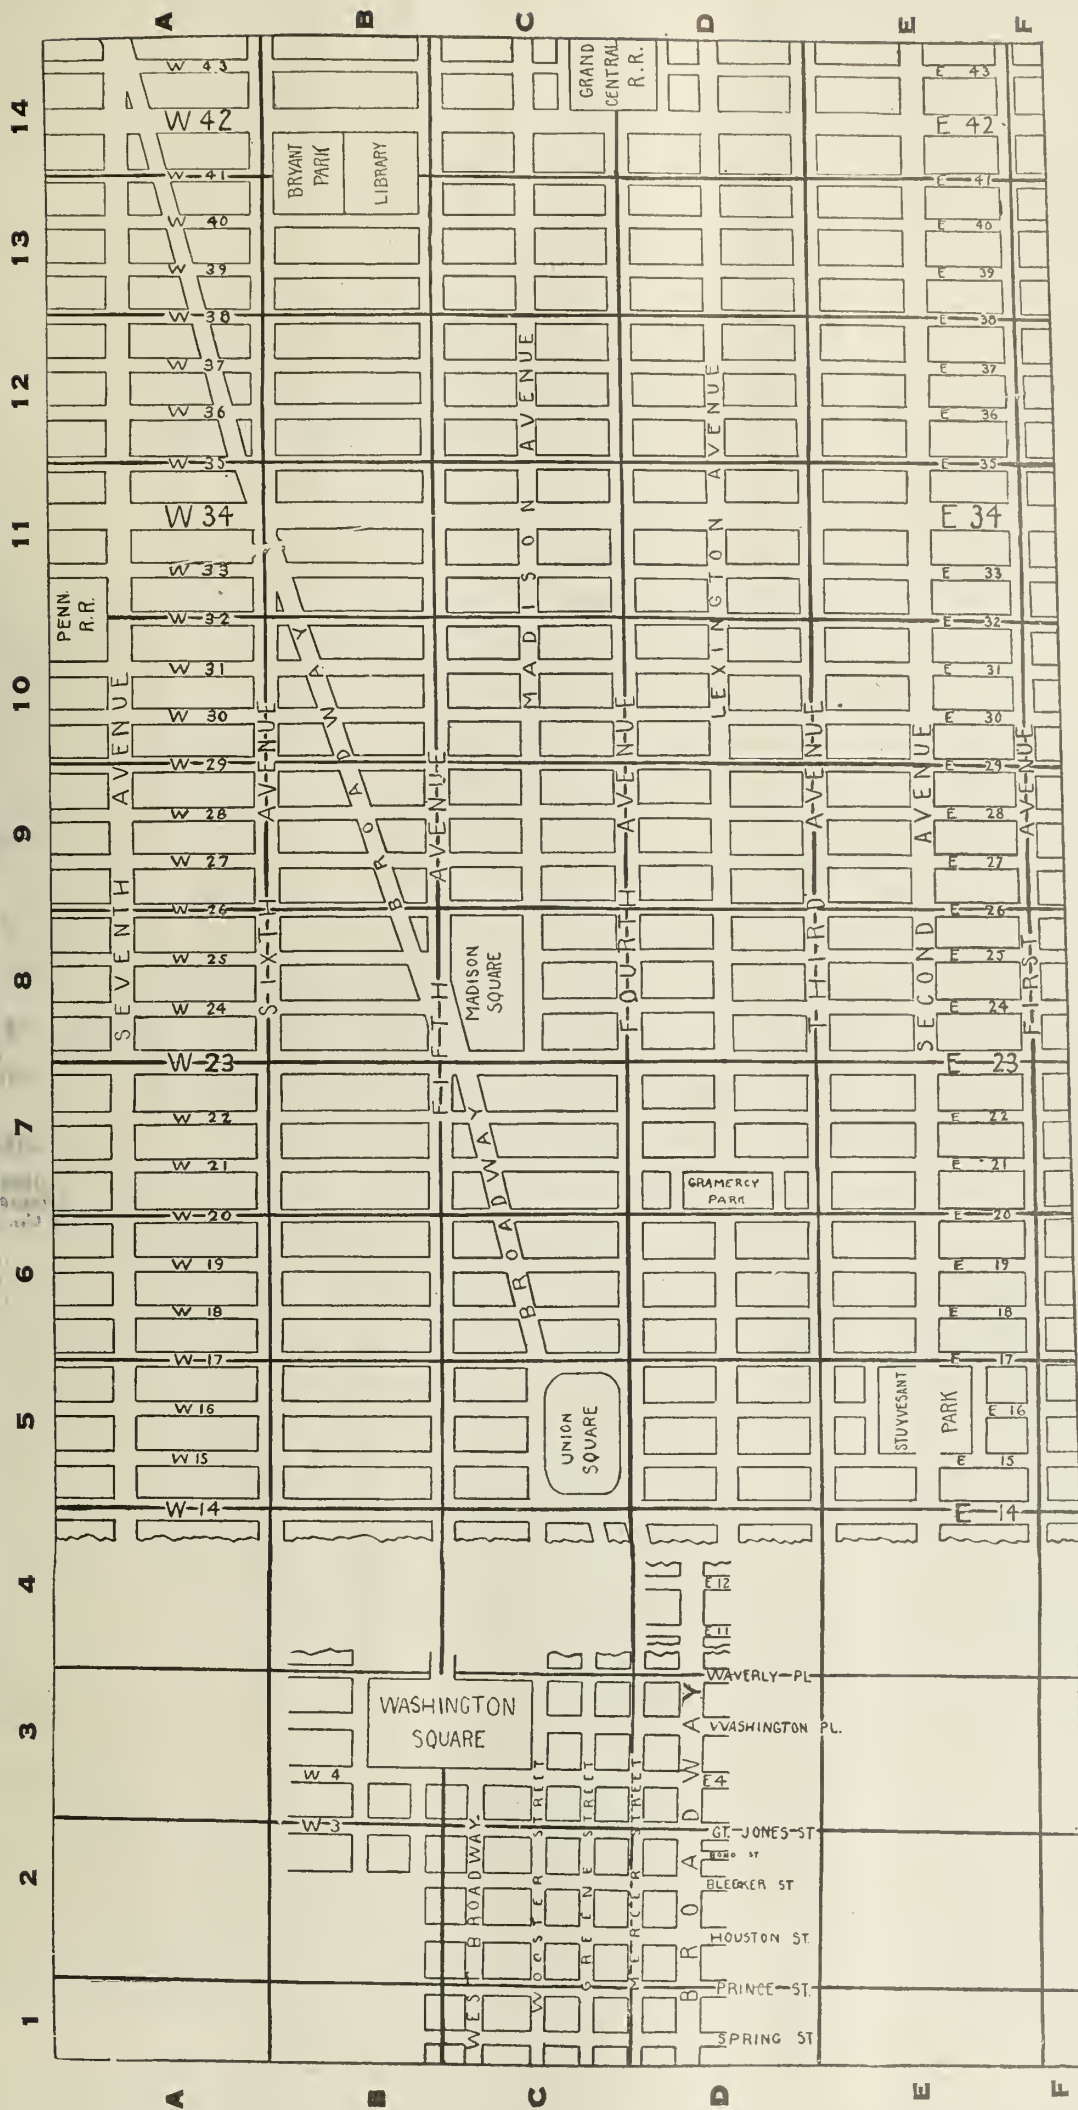 A B C D E F
14
13
12
11
10
9
8
7
6
5
4
3
2
1
W 43
E 43
GRAND
CENTRAL
R.R.
W 42
E 42
BRYANT
PARK
LIBRARY
W 41
E 41
W 40
E 40
W 39
E 39
W 38
E 38
W 37
E 37
W 36
E 36
W 35
E 35
W 34
E 34
W 33
E 33
PENN.
R.R.
W 32
E 32
W 31
E 31
W 30
E 30
W 29
E 29
W 28
E 28
W 27
E 27
W 26
E 26
W 25
E 25
W 24
E 24
SEVENTH AVENUE
SIXTH AVENUE
BROADWAY
FIFTH AVENUE
MADISON AVENUE
FOURTH AVENUE
LEXINGTON AVENUE
THIRD AVENUE
SECOND AVENUE
FIRST AVENUE
MADISON
SQUARE
W 23
E 23
W 22
E 22
W 21
E 21
GRAMERCY
PARK
W 20
E 20
W 19
E 19
W 18
E 18
BROADWAY
W 17
E 17
W 16
E 16
UNION
SQUARE
STUYVESANT
PARK
W 15
E 15
W 14
E 14
E 12
E 11
WAVERLY PL
WASHINGTON
SQUARE
WASHINGTON PL.
W 4
E 4
W 3
GT. JONES ST
BOND ST
BLEEKER ST
HOUSTON ST.
PRINCE ST.
SPRING ST
WEST BROADWAY
WOOSTER STREET
GREENE STREET
MERCER STREET
BROADWAY
A B C D E F